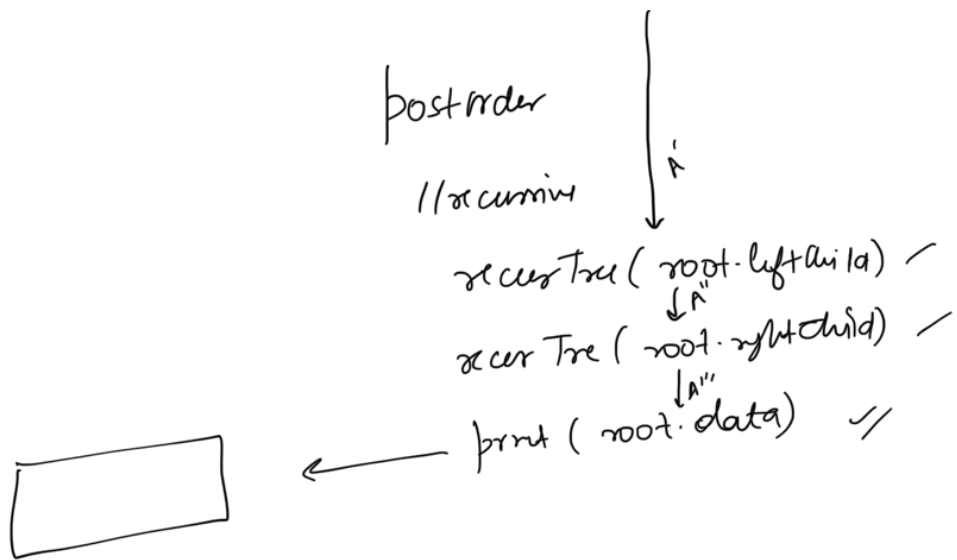 postorder
A'
//recursive
recurTree( root.leftChild)
A''
recurTree( root.rightChild)
A'''
print ( root.data)